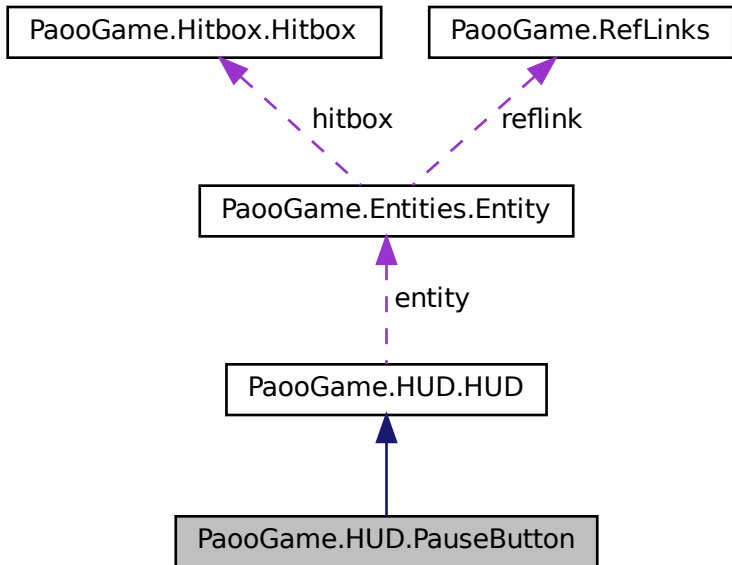 PaooGame.Hitbox.Hitbox
PaooGame.RefLinks
hitbox
reflink
PaooGame.Entities.Entity
entity
PaooGame.HUD.HUD
PaooGame.HUD.PauseButton